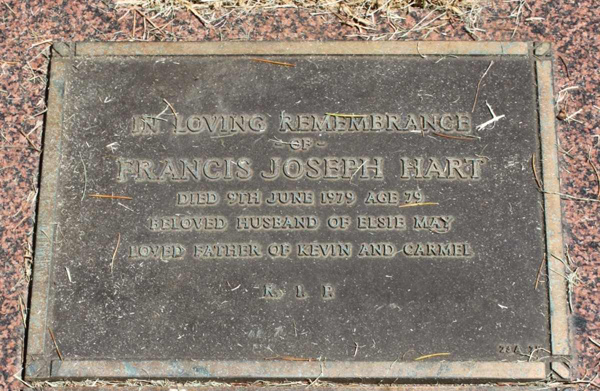 IN LOVING REMEMBRANCE
- OF -
FRANCIS JOSEPH HART
DIED 9TH JUNE 1979 AGE 79
BELOVED HUSBAND OF ELSIE MAY
LOVED FATHER OF KEVIN AND CARMEL
R. I. P.